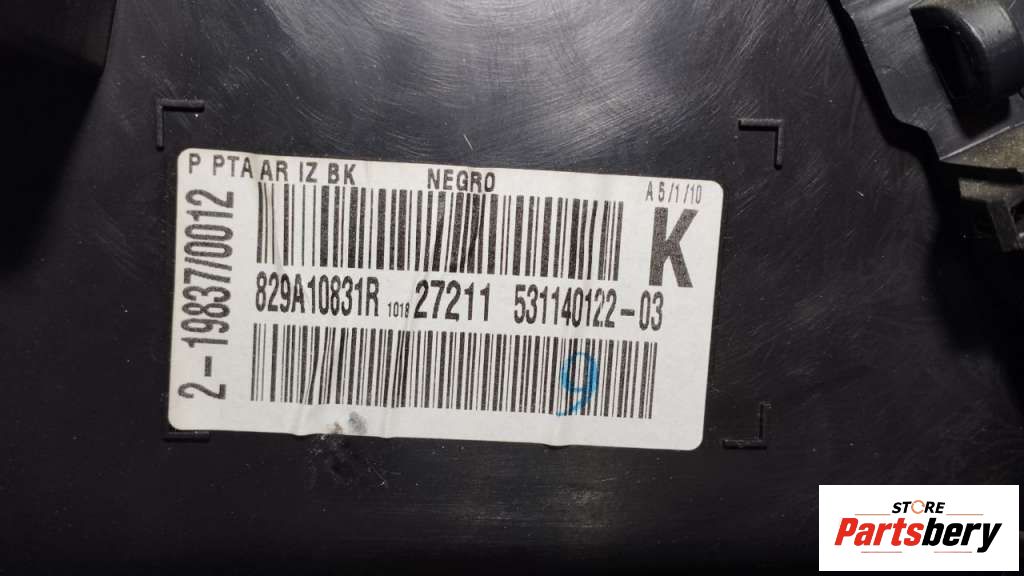 P PTA AR IZ BK NEGRO A 5/1/10
2-19837/0012
K
829A10831R 1018 27211 531140122-03
9
STORE
Partsbery